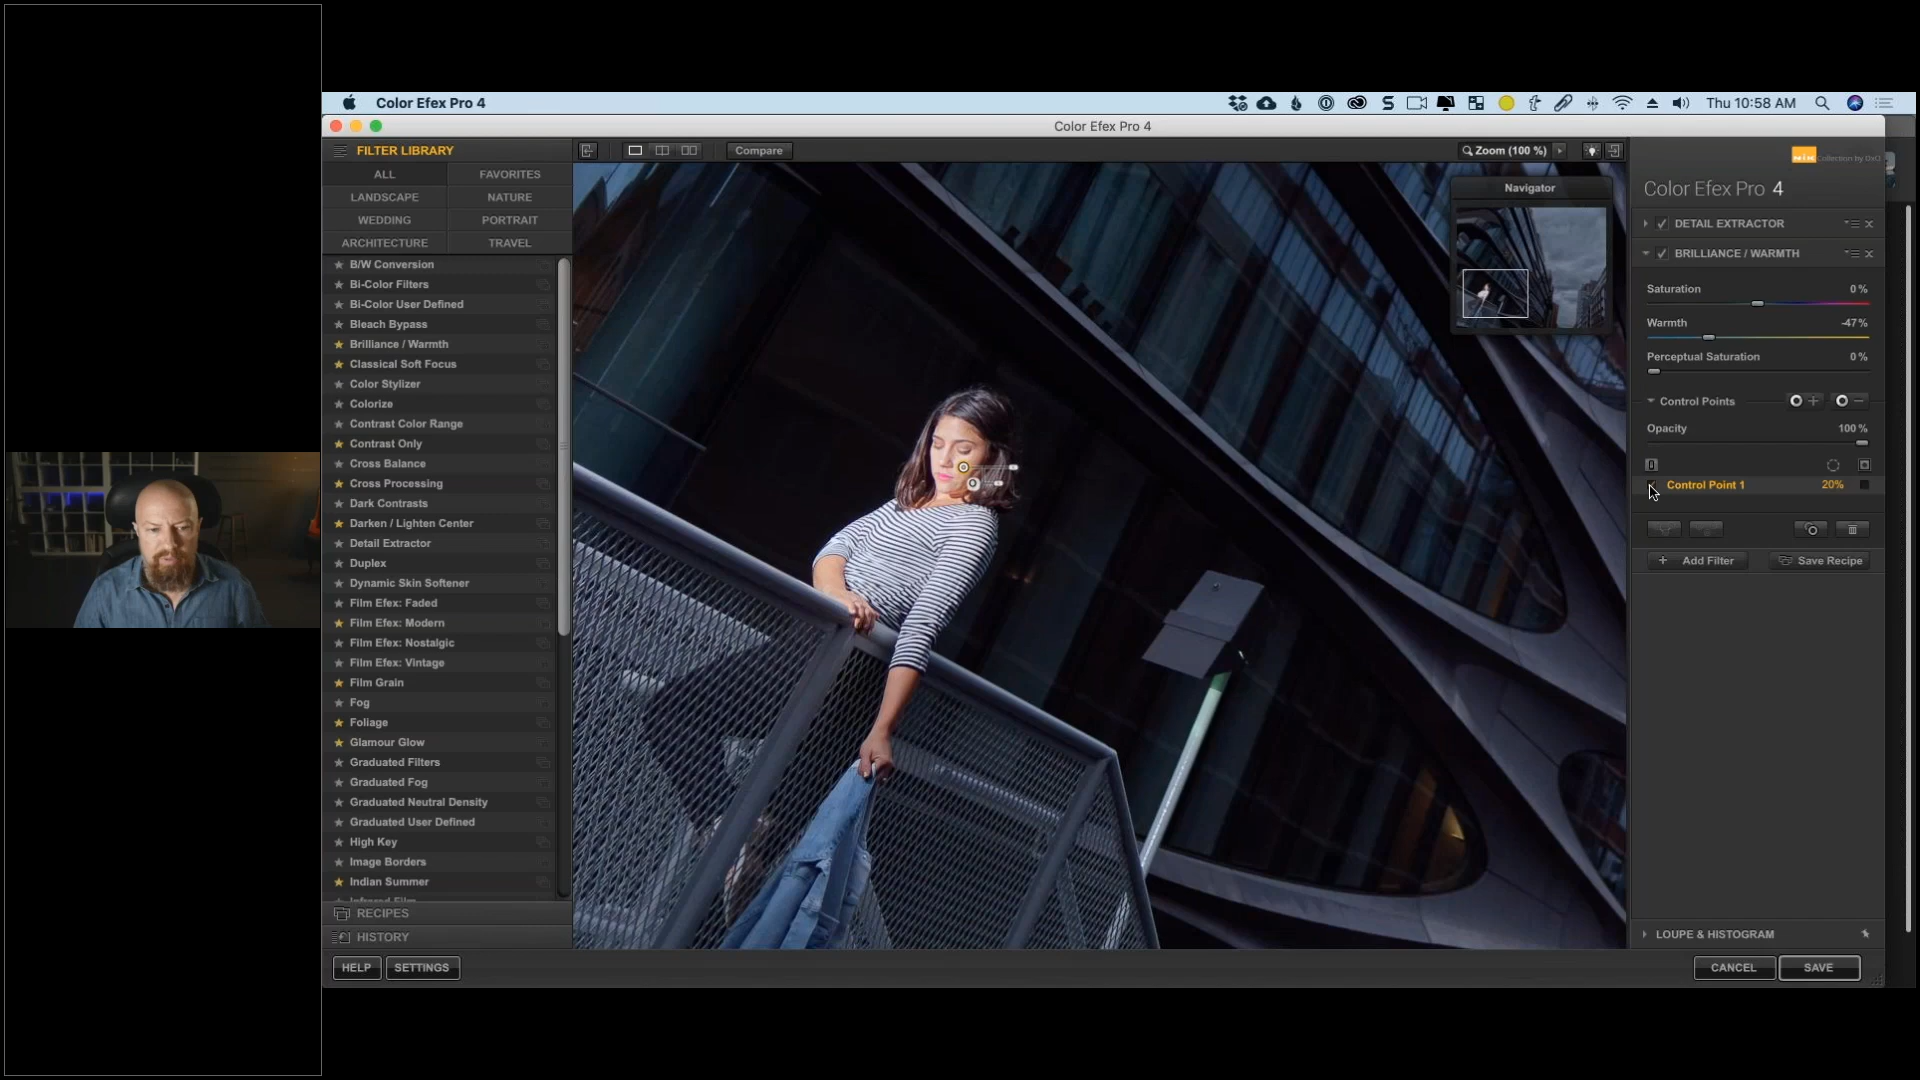 Color Efex Pro 4
Thu 10:58 AM
Color Efex Pro 4
FILTER LIBRARY
Compare
Zoom (100 %)
Nik Collection by DxO
ALL
FAVORITES
LANDSCAPE
NATURE
WEDDING
PORTRAIT
ARCHITECTURE
TRAVEL
B/W Conversion
Bi-Color Filters
Bi-Color User Defined
Bleach Bypass
Brilliance / Warmth
Classical Soft Focus
Color Stylizer
Colorize
Contrast Color Range
Contrast Only
Cross Balance
Cross Processing
Dark Contrasts
Darken / Lighten Center
Detail Extractor
Duplex
Dynamic Skin Softener
Film Efex: Faded
Film Efex: Modern
Film Efex: Nostalgic
Film Efex: Vintage
Film Grain
Fog
Foliage
Glamour Glow
Graduated Filters
Graduated Fog
Graduated Neutral Density
Graduated User Defined
High Key
Image Borders
Indian Summer
Infrared Film
RECIPES
HISTORY
HELP
SETTINGS
Navigator
Color Efex Pro 4
DETAIL EXTRACTOR
BRILLIANCE / WARMTH
Saturation 0 %
Warmth -47%
Perceptual Saturation 0 %
Control Points
Opacity 100 %
Control Point 1 20%
Add Filter
Save Recipe
LOUPE & HISTOGRAM
CANCEL
SAVE